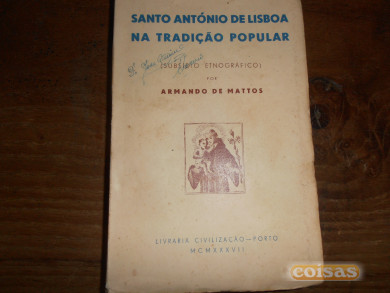 SANTO ANTÓNIO DE LISBOA
NA TRADIÇÃO POPULAR
(SUBSÍDIO ETNOGRÁFICO)
POR
ARMANDO DE MATTOS
LIVRARIA CIVILIZAÇÃO — PORTO
MCMXXXVII
coisas